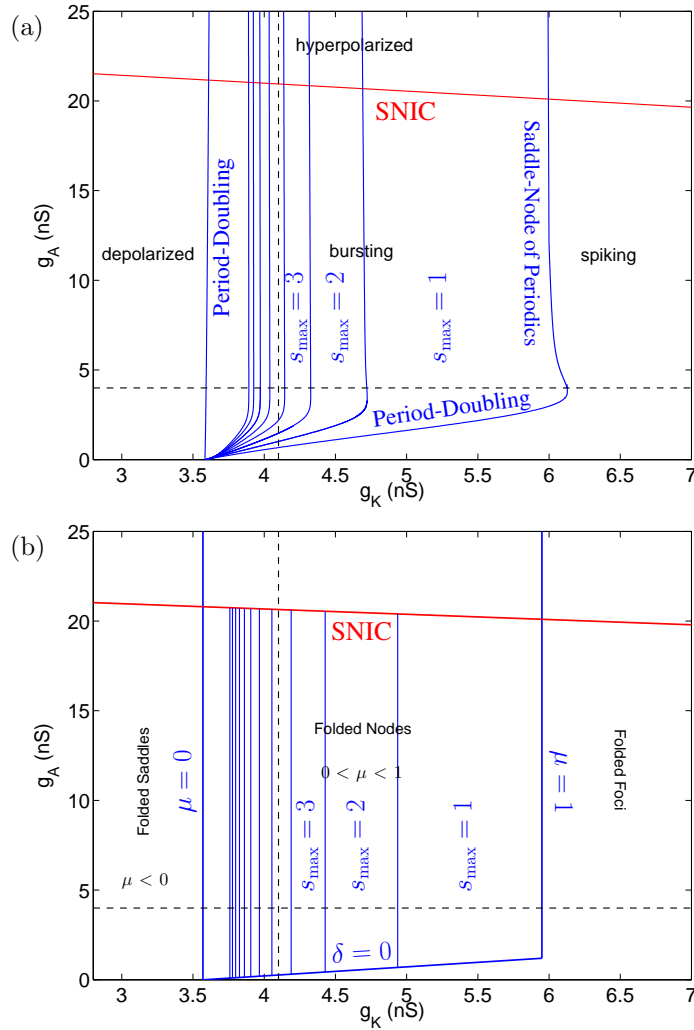 (a)
25
20
15
10
5
0
g_A (nS)
hyperpolarized
SNIC
depolarized
Period-Doubling
bursting
Saddle-Node of Periodics
spiking
s_max = 3
s_max = 2
s_max = 1
Period-Doubling
3 3.5 4 4.5 5 5.5 6 6.5 7
g_K (nS)
(b)
25
20
15
10
5
0
g_A (nS)
SNIC
Folded Saddles
μ = 0
Folded Nodes
0 < μ < 1
μ = 1
Folded Foci
μ < 0
s_max = 3
s_max = 2
s_max = 1
δ = 0
3 3.5 4 4.5 5 5.5 6 6.5 7
g_K (nS)